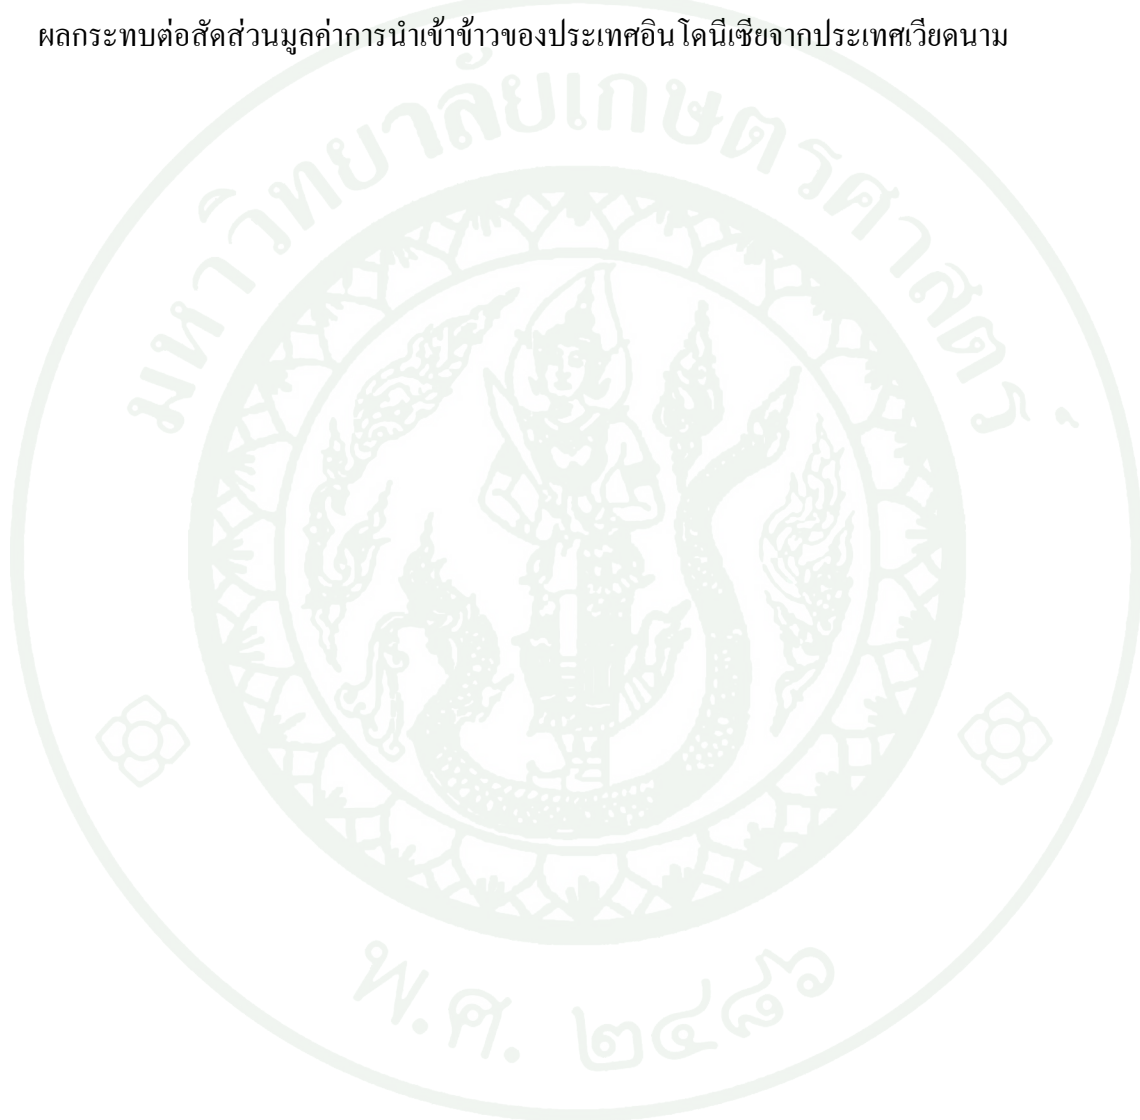 ผลกระทบต่อสัดส่วนมูลค่าการนำเข้าข้าวของประเทศอินโดนีเซียจากประเทศเวียดนาม
มหาวิทยาลัยเกษตรศาสตร์
พ.ศ. ๒๔๘๖